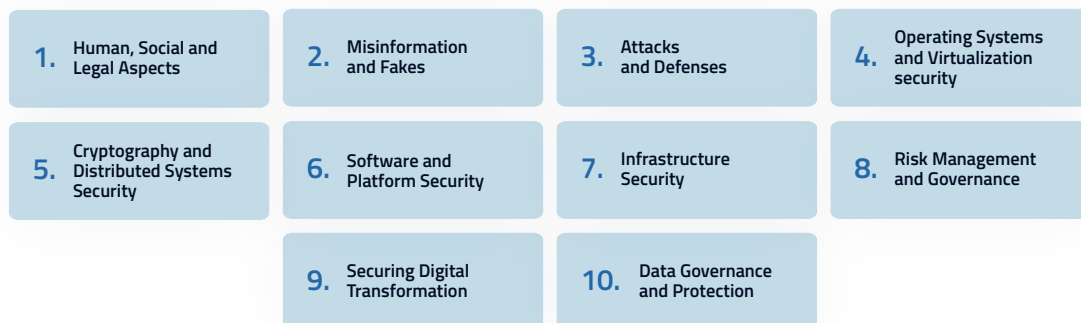 1. Human, Social and
Legal Aspects
2. Misinformation
and Fakes
3. Attacks
and Defenses
4. Operating Systems
and Virtualization
security
5. Cryptography and
Distributed Systems
Security
6. Software and
Platform Security
7. Infrastructure
Security
8. Risk Management
and Governance
9. Securing Digital
Transformation
10. Data Governance
and Protection